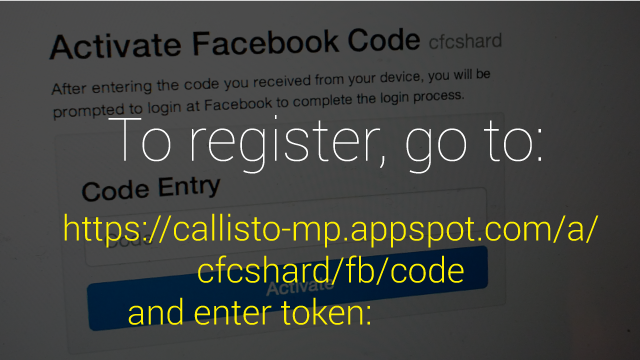 Activate Facebook Code cfcshard
After entering the code you received from your device, you will be
prompted to login at Facebook to complete the login process.
To register, go to:
Code Entry
https://callisto-mp.appspot.com/a/
Code
cfcshard/fb/code
Activate
and enter token: